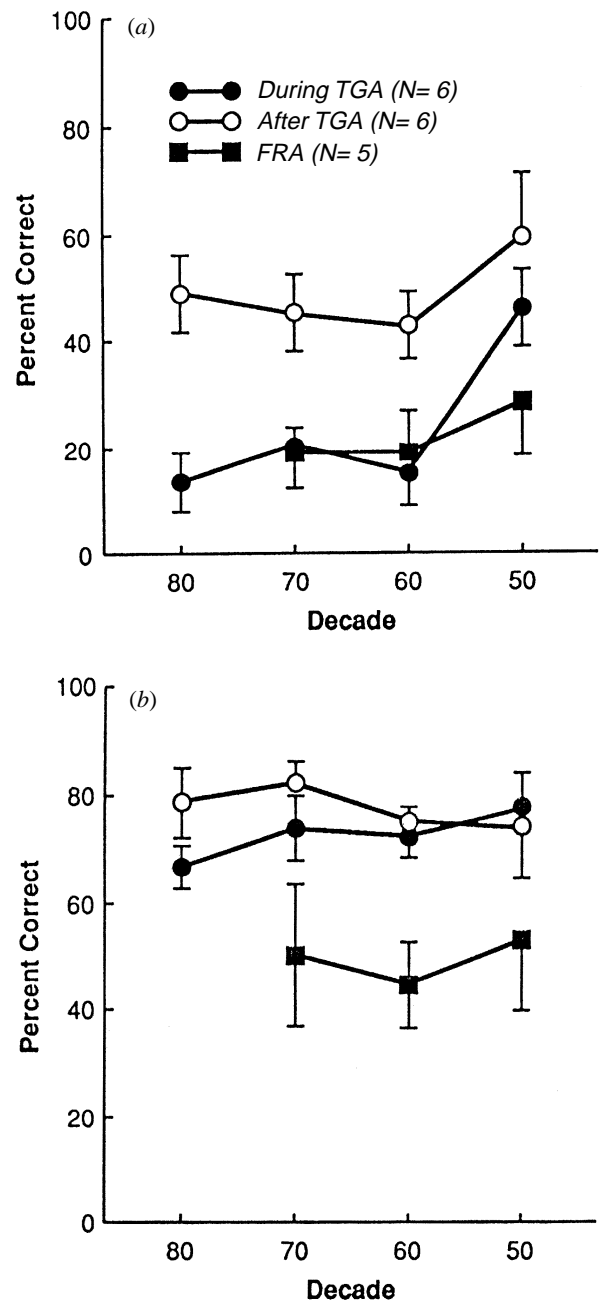 (a)
100
80
60
40
20
0
Percent Correct
During TGA (N= 6)
After TGA (N= 6)
FRA (N= 5)
80 70 60 50
Decade
(b)
100
80
60
40
20
0
Percent Correct
80 70 60 50
Decade